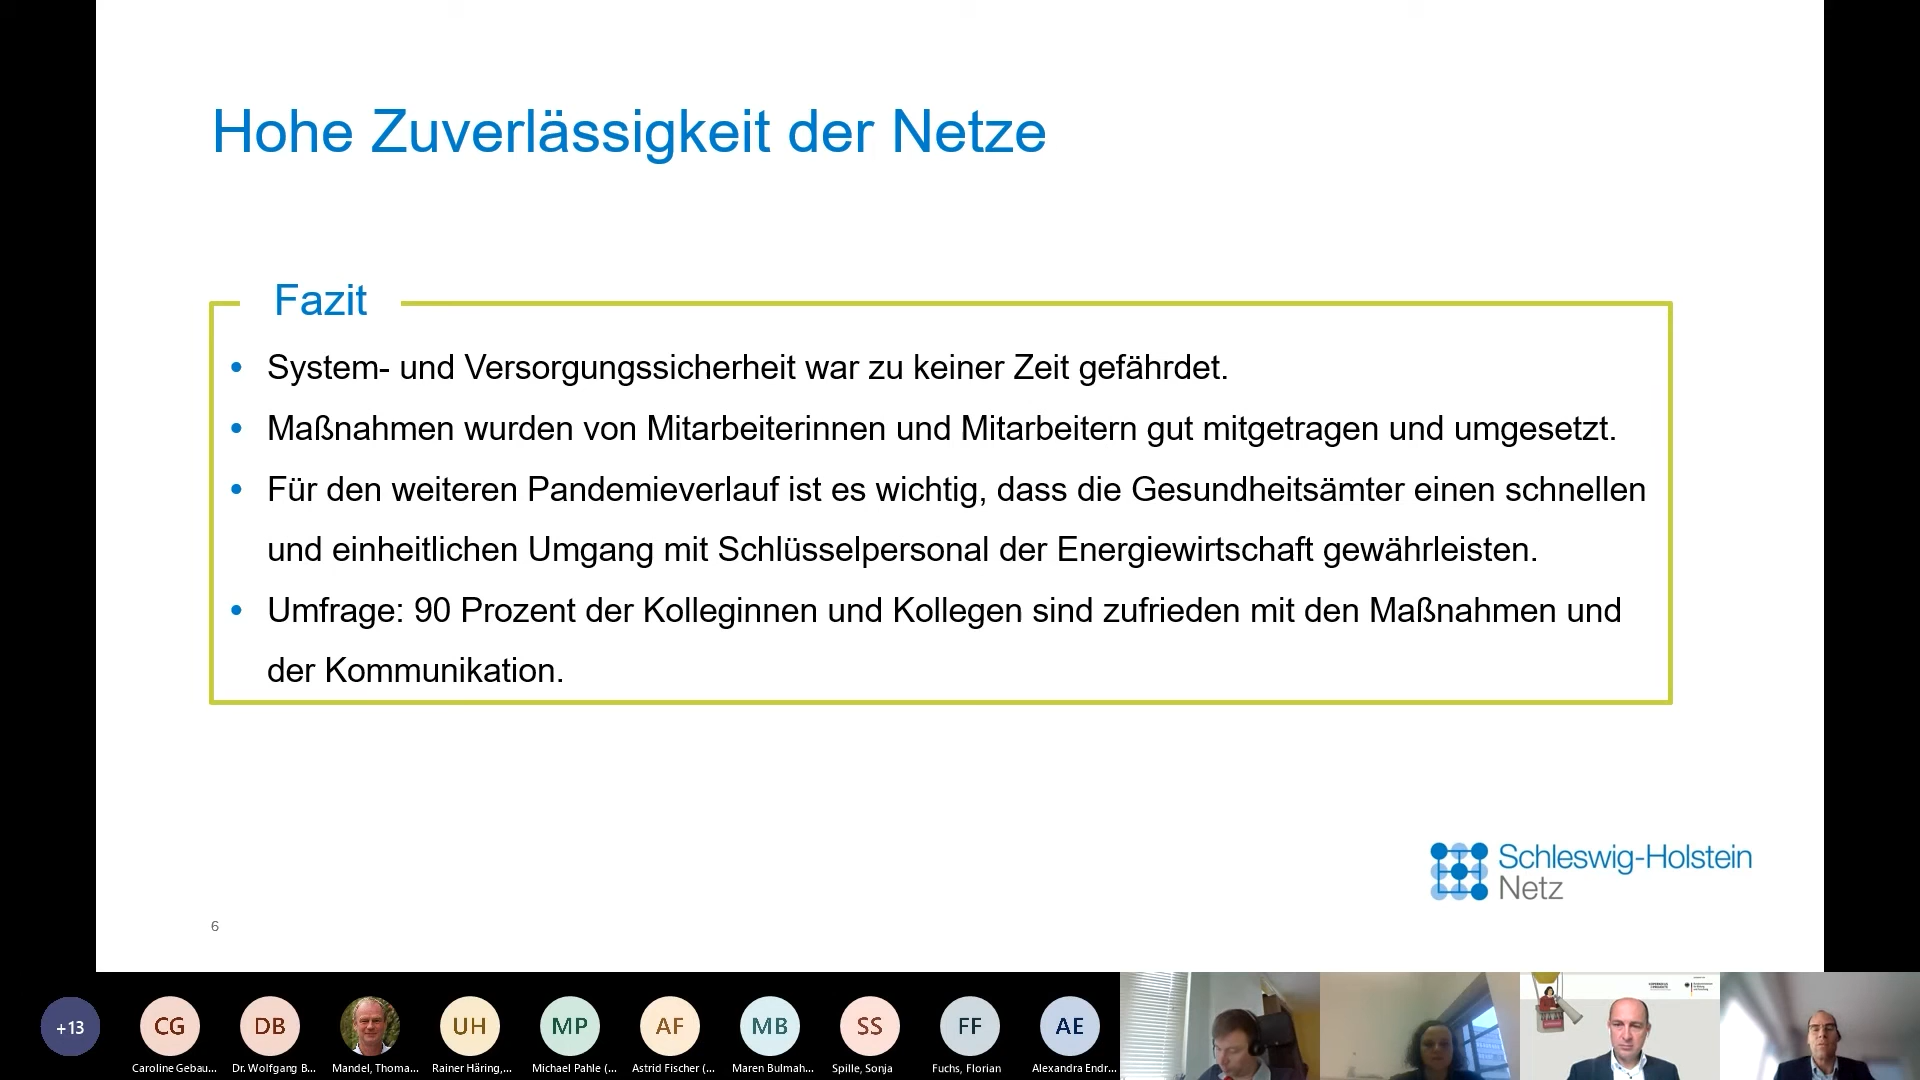 Hohe Zuverlässigkeit der Netze
Fazit
• System- und Versorgungssicherheit war zu keiner Zeit gefährdet.
• Maßnahmen wurden von Mitarbeiterinnen und Mitarbeitern gut mitgetragen und umgesetzt.
• Für den weiteren Pandemieverlauf ist es wichtig, dass die Gesundheitsämter einen schnellen
und einheitlichen Umgang mit Schlüsselpersonal der Energiewirtschaft gewährleisten.
• Umfrage: 90 Prozent der Kolleginnen und Kollegen sind zufrieden mit den Maßnahmen und
der Kommunikation.
Schleswig-Holstein
Netz
6
+13
CG
DB
UH
MP
AF
MB
SS
FF
AE
Caroline Gebau...
Dr. Wolfgang B...
Mandel, Thoma...
Rainer Häring,...
Michael Pahle (...
Astrid Fischer (...
Maren Bulmah...
Spille, Sonja
Fuchs, Florian
Alexandra Endr...